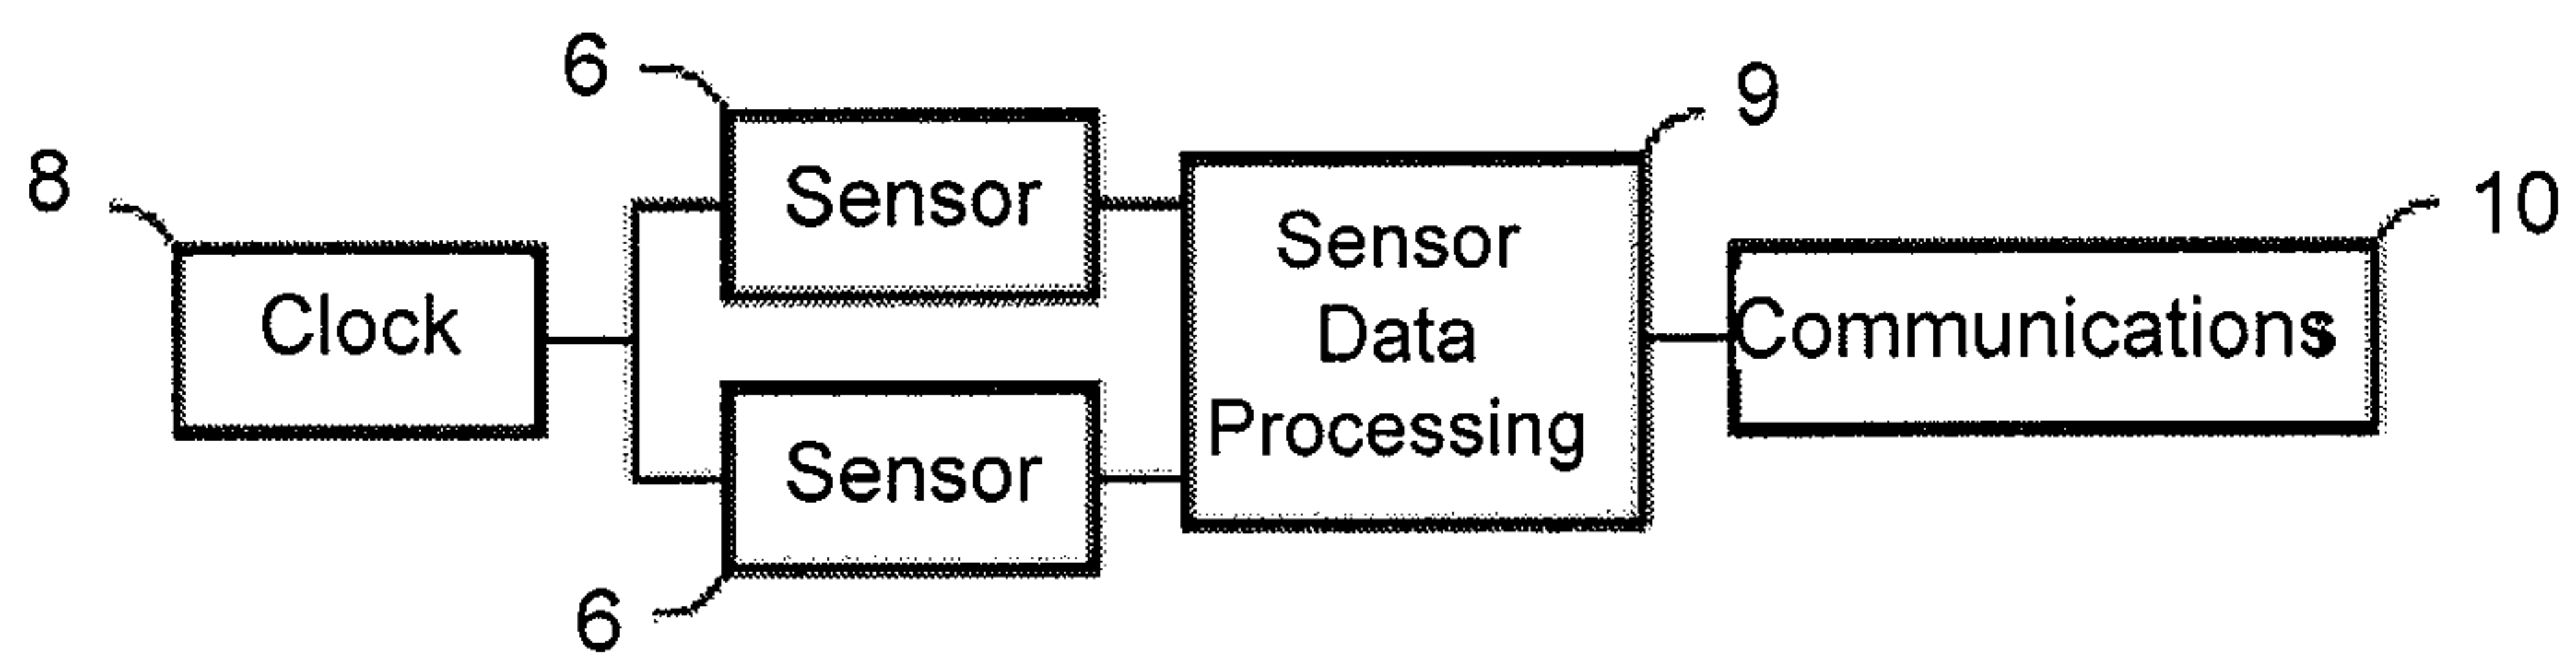 6
Sensor
9
8
Clock
Sensor
Data
Processing
10
Communications
Sensor
6